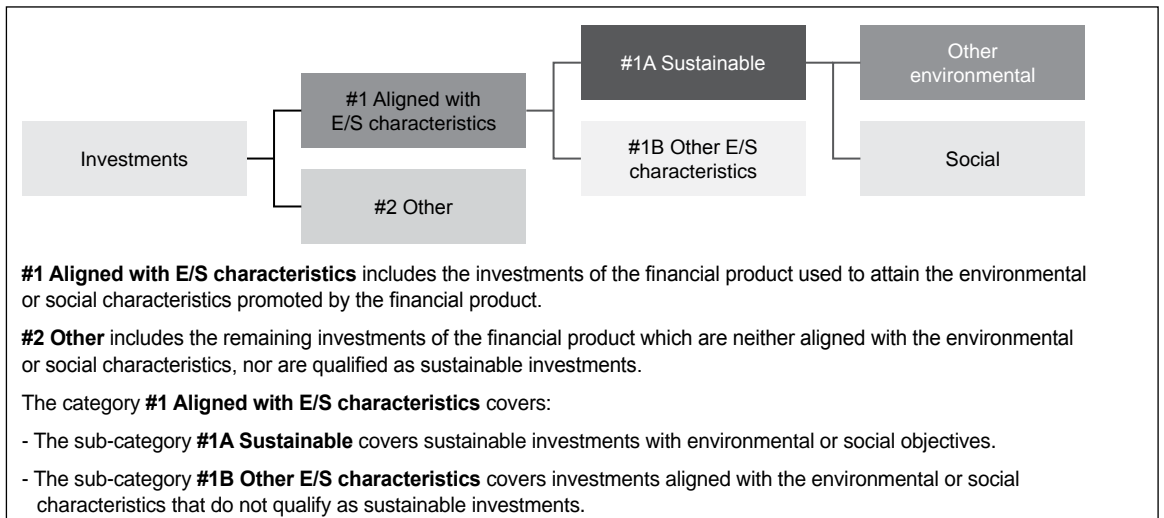 #1A Sustainable
Other
environmental
#1 Aligned with
E/S characteristics
Investments
#1B Other E/S
characteristics
Social
#2 Other
#1 Aligned with E/S characteristics includes the investments of the financial product used to attain the environmental
or social characteristics promoted by the financial product.
#2 Other includes the remaining investments of the financial product which are neither aligned with the environmental
or social characteristics, nor are qualified as sustainable investments.
The category #1 Aligned with E/S characteristics covers:
- The sub-category #1A Sustainable covers sustainable investments with environmental or social objectives.
- The sub-category #1B Other E/S characteristics covers investments aligned with the environmental or social
characteristics that do not qualify as sustainable investments.